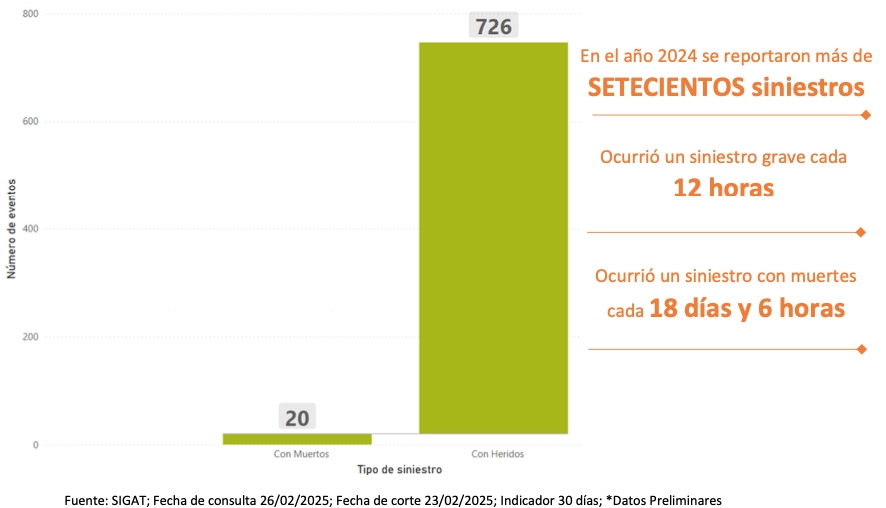 800
726
600
400
200
20
0
Número de eventos
Con Muertos
Con Heridos
Tipo de siniestro
En el año 2024 se reportaron más de
SETECIENTOS siniestros
Ocurrió un siniestro grave cada
12 horas
Ocurrió un siniestro con muertes
cada 18 días y 6 horas
Fuente: SIGAT; Fecha de consulta 26/02/2025; Fecha de corte 23/02/2025; Indicador 30 días; *Datos Preliminares